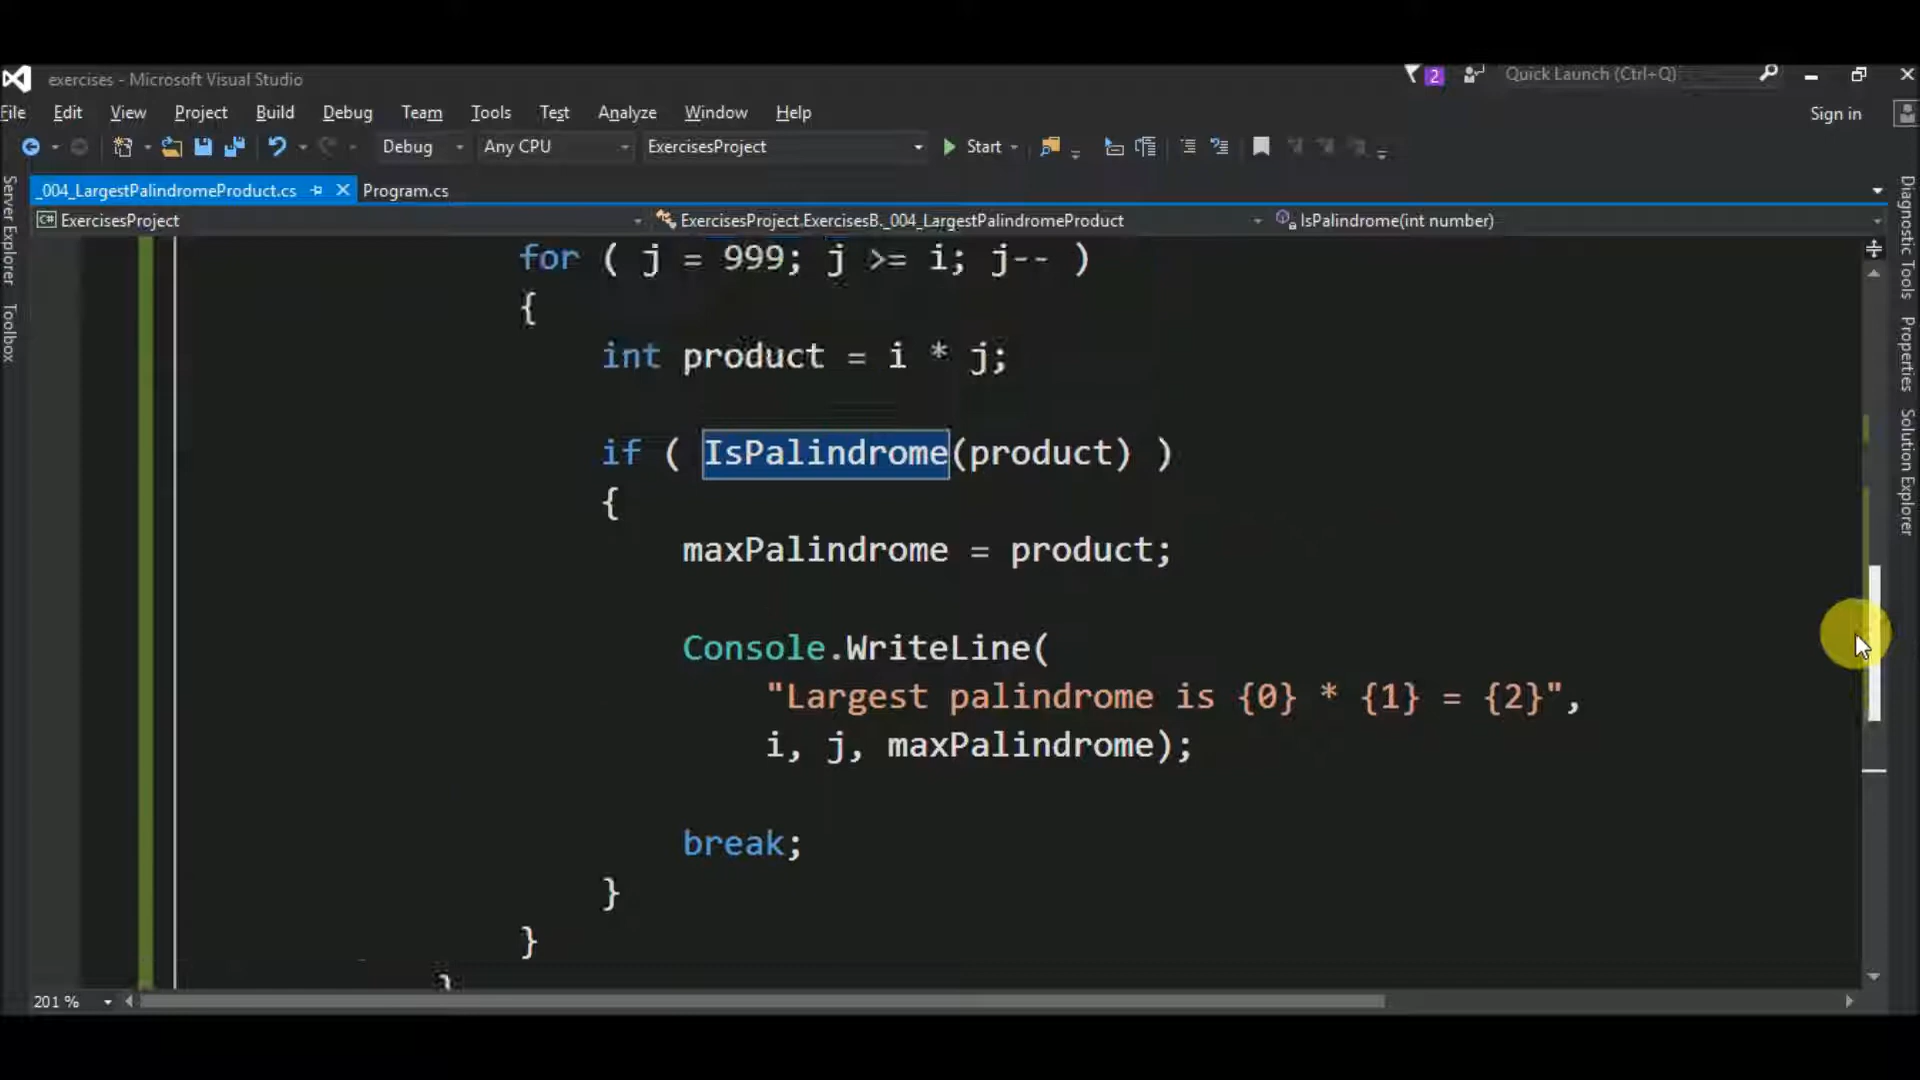 exercises - Microsoft Visual Studio
2
Quick Launch (Ctrl+Q)
File Edit View Project Build Debug Team Tools Test Analyze Window Help
Sign in
Debug
Any CPU
ExercisesProject
Start
_004_LargestPalindromeProduct.cs
Program.cs
C# ExercisesProject
ExercisesProject.ExercisesB._004_LargestPalindromeProduct
IsPalindrome(int number)
Server Explorer
Toolbox
for ( j = 999; j >= i; j-- )
{
int product = i * j;
if ( IsPalindrome(product) )
{
maxPalindrome = product;
Console.WriteLine(
"Largest palindrome is {0} * {1} = {2}",
i, j, maxPalindrome);
break;
}
}
}
Diagnostic Tools
Properties
Solution Explorer
201 %